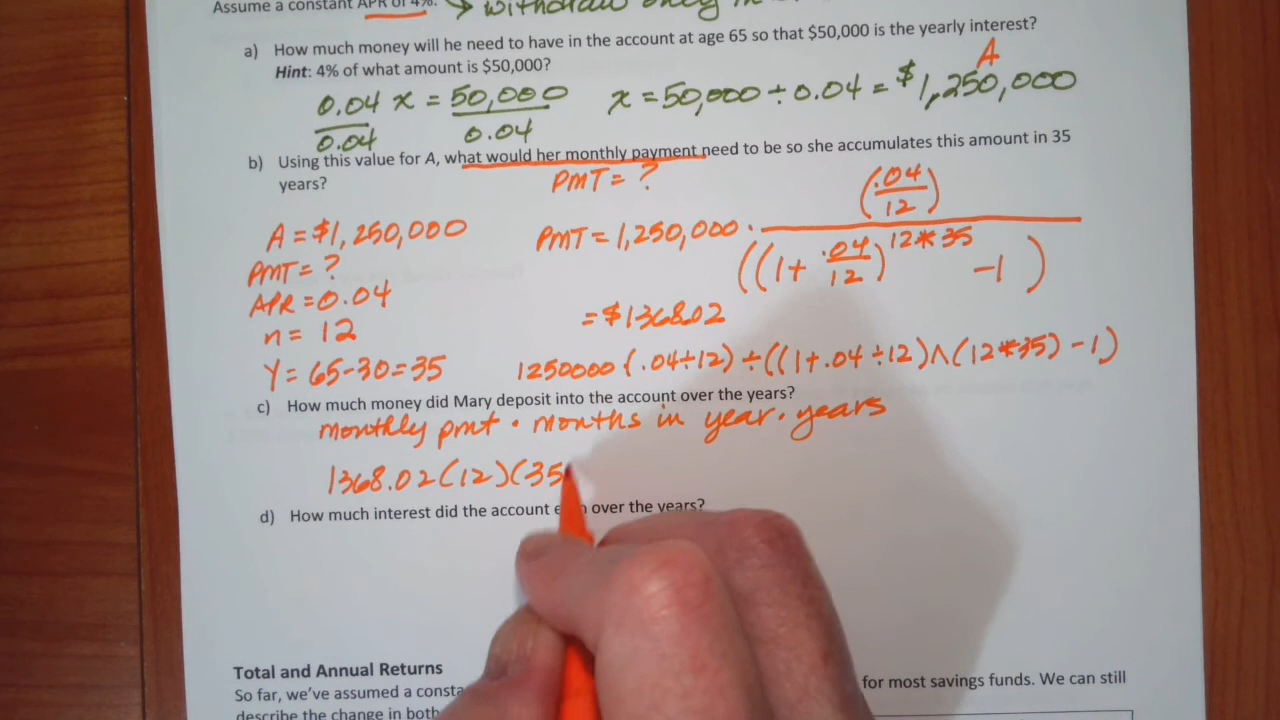 Assume a constant APR of 4%. → withdraw only in
a) How much money will he need to have in the account at age 65 so that $50,000 is the yearly interest?
Hint: 4% of what amount is $50,000?
A
0.04 x = 50,000 x = 50,000 ÷ 0.04 = $1,250,000
0.04 0.04
b) Using this value for A, what would her monthly payment need to be so she accumulates this amount in 35
years?
PMT = ?
A = $1,250,000
PMT = 1,250,000 · (.04/12) / ((1 + .04/12)^12*35 - 1)
PMT = ?
APR = 0.04
= $1368.02
n = 12
Y = 65-30 = 35
1250000 (.04÷12) ÷ ((1+.04÷12)^(12*35) - 1)
c) How much money did Mary deposit into the account over the years?
monthly pmt · months in year · years
1368.02 (12)(35
d) How much interest did the account over the years?
Total and Annual Returns
So far, we've assumed a for most savings funds. We can still
describe the change in both